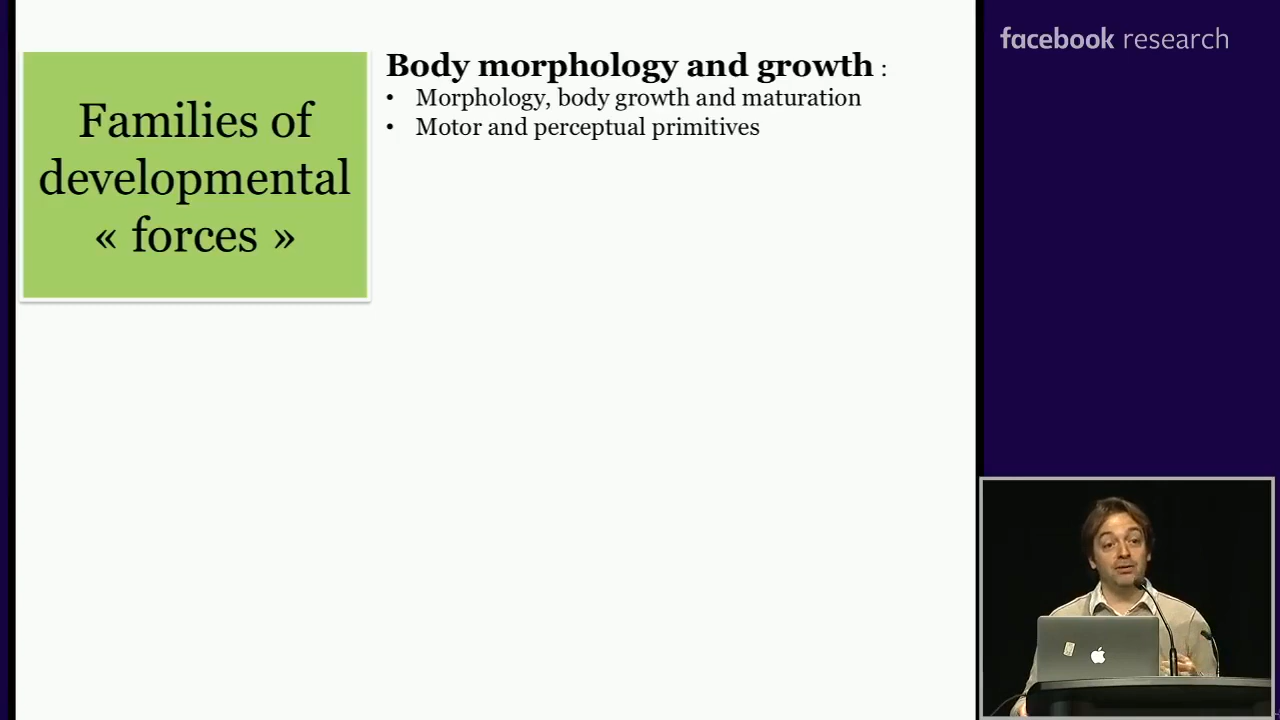 facebook research
Families of
developmental
« forces »
Body morphology and growth :
• Morphology, body growth and maturation
• Motor and perceptual primitives